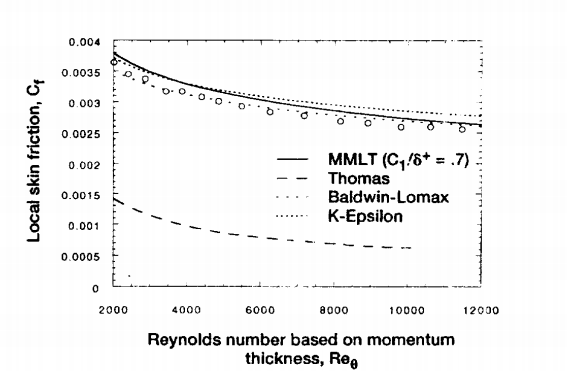 0.004
0.0035
0.003
0.0025
0.002
0.0015
0.001
0.0005
0
Local skin friction, Cf
MMLT (C1/δ+ = .7)
Thomas
Baldwin-Lomax
K-Epsilon
2000 4000 6000 8000 10000 12000
Reynolds number based on momentum
thickness, Reθ